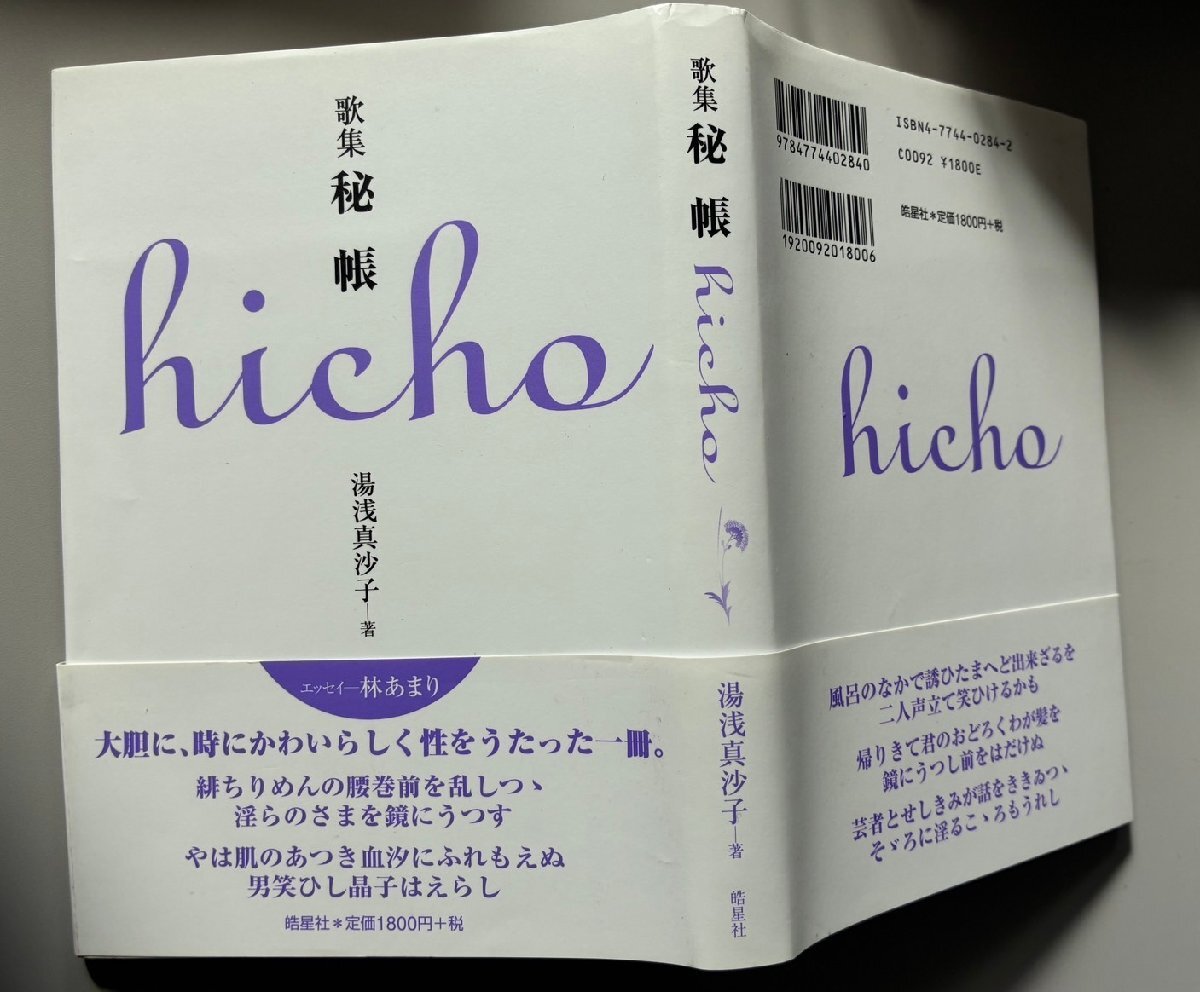 歌集 秘帳
hicho
湯浅真沙子―著
エッセイ―林あまり
大胆に、時にかわいらしく性をうたった一冊。
緋ちりめんの腰巻前を乱しつゝ
淫らのさまを鏡にうつす
やは肌のあつき血汐にふれもえぬ
男笑ひし晶子はえらし
皓星社*定価1800円+税
歌集 秘帳
hicho
湯浅真沙子―著
皓星社
9784774402840
ISBN4-7744-0284-2
C0092 ¥1800E
1920092018006
皓星社*定価1800円+税
hicho
風呂のなかで誘ひたまへど出来ざるを
二人声立て笑ひけるかも
帰りきて君のおどろくわが髪を
鏡にうつし前をはだけぬ
芸者とせしきみが話をききゐつゝ
そゞろに淫るこゝろもうれし